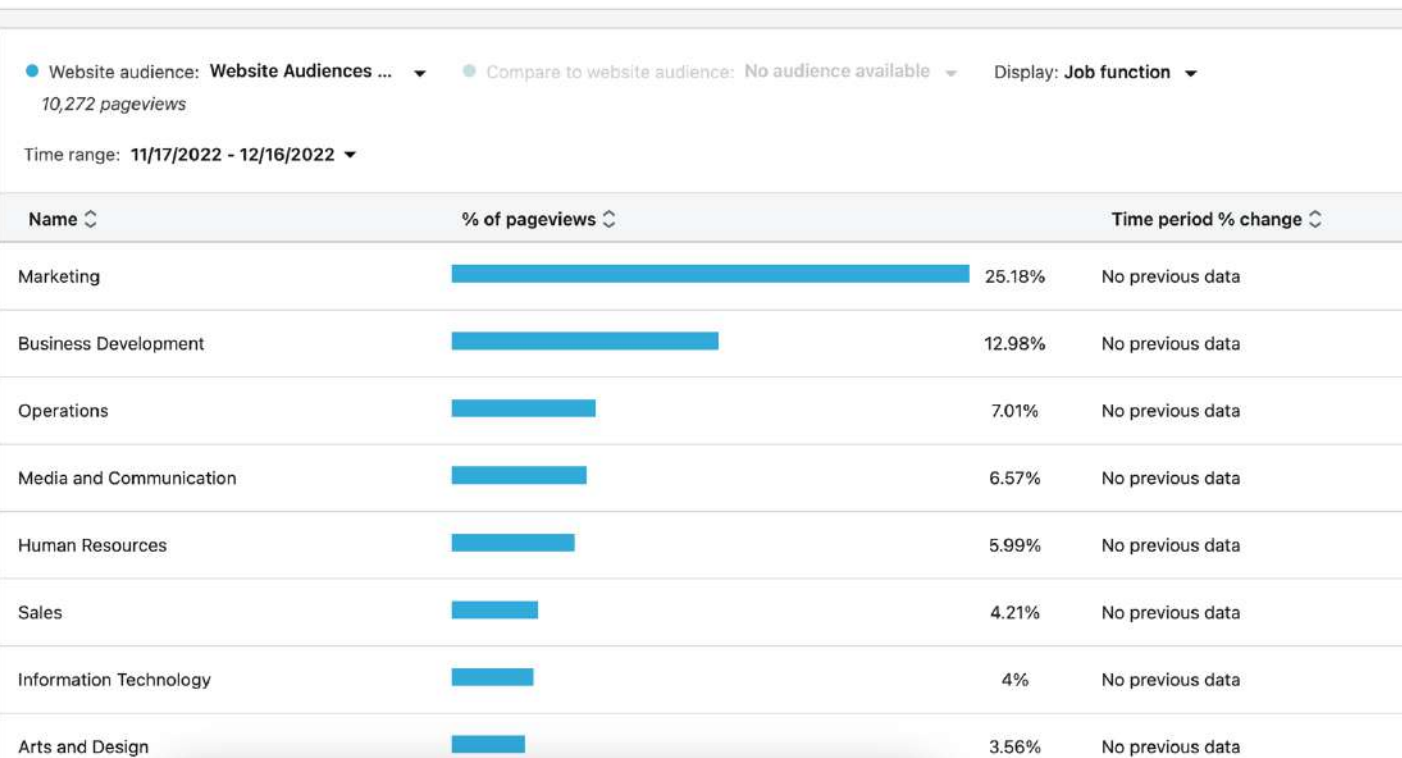 Website audience: Website Audiences ... Compare to website audience: No audience available Display: Job function
10,272 pageviews
Time range: 11/17/2022 - 12/16/2022
Name % of pageviews Time period % change
Marketing 25.18% No previous data
Business Development 12.98% No previous data
Operations 7.01% No previous data
Media and Communication 6.57% No previous data
Human Resources 5.99% No previous data
Sales 4.21% No previous data
Information Technology 4% No previous data
Arts and Design 3.56% No previous data